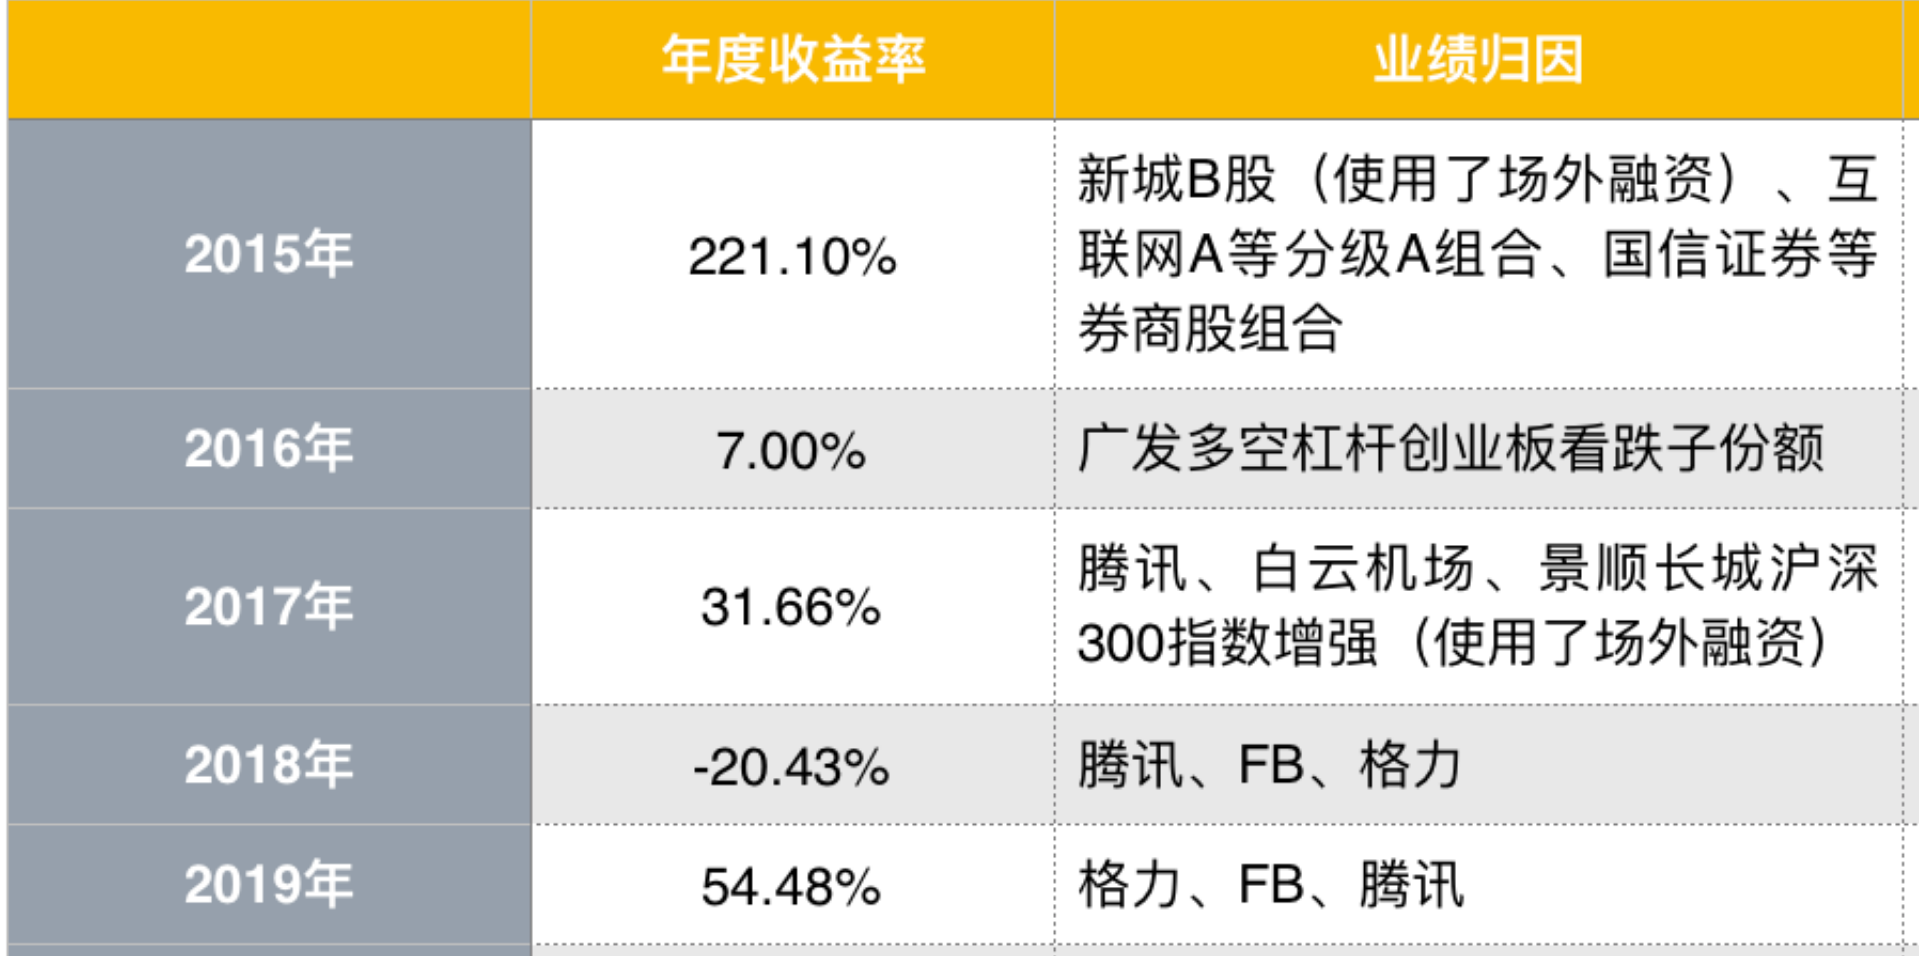 年度收益率 业绩归因
新城B股（使用了场外融资）、互
联网A等分级A组合、国信证券等
券商股组合
2015年 221.10%
2016年 7.00% 广发多空杠杆创业板看跌子份额
腾讯、白云机场、景顺长城沪深
300指数增强（使用了场外融资）
2017年 31.66%
2018年 -20.43% 腾讯、FB、格力
2019年 54.48% 格力、FB、腾讯